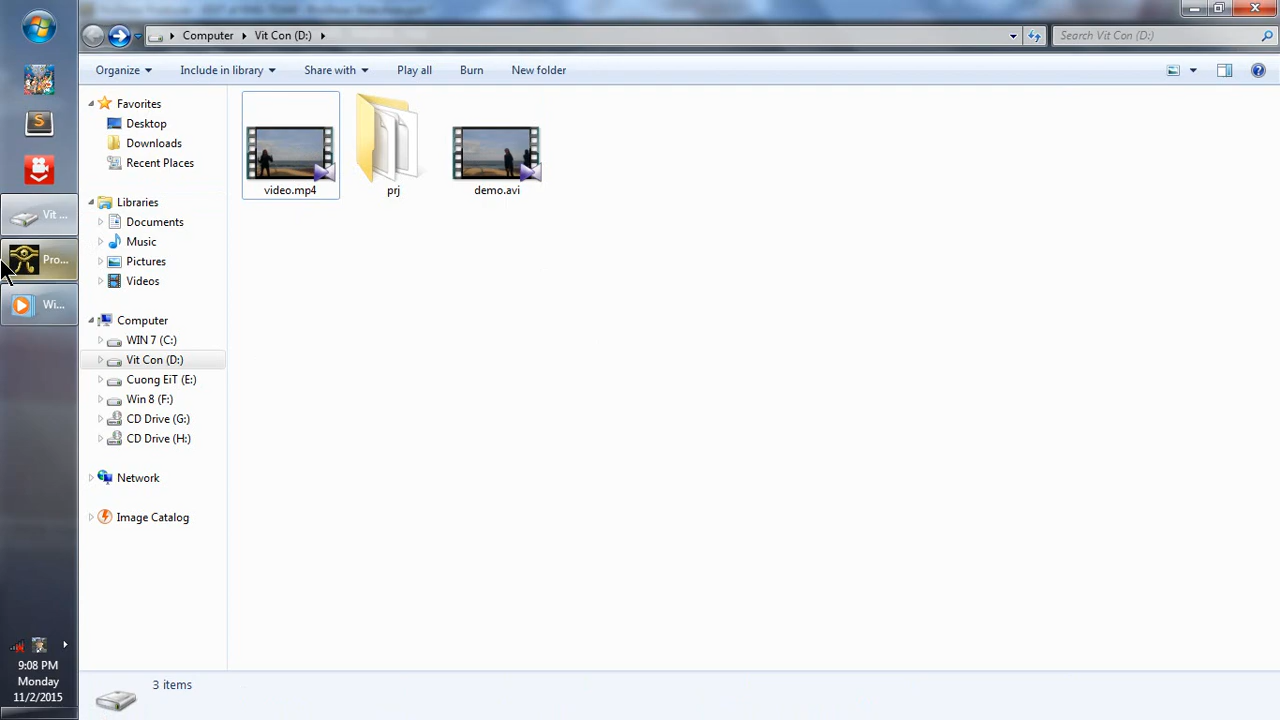 Computer
Vit Con (D:)
Search Vit Con (D:)
Organize
Include in library
Share with
Play all
Burn
New folder
Favorites
Desktop
Downloads
Recent Places
Libraries
Documents
Music
Pictures
Videos
Computer
WIN 7 (C:)
Vit Con (D:)
Cuong EiT (E:)
Win 8 (F:)
CD Drive (G:)
CD Drive (H:)
Network
Image Catalog
video.mp4
prj
demo.avi
Vit ...
Pro...
Wi...
9:08 PM
Monday
11/2/2015
3 items